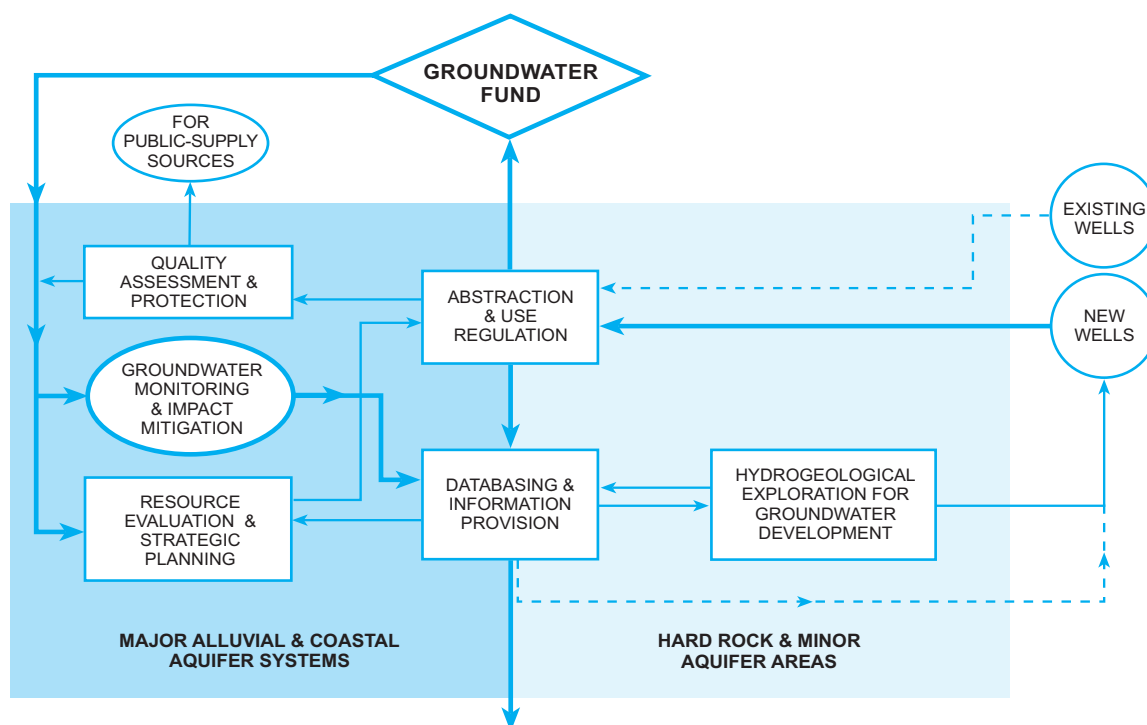 GROUNDWATER
FUND
FOR
PUBLIC-SUPPLY
SOURCES
EXISTING
WELLS
QUALITY
ASSESSMENT &
PROTECTION
ABSTRACTION
& USE
REGULATION
NEW
WELLS
GROUNDWATER
MONITORING
& IMPACT
MITIGATION
RESOURCE
EVALUATION &
STRATEGIC
PLANNING
DATABASING &
INFORMATION
PROVISION
HYDROGEOLOGICAL
EXPLORATION FOR
GROUNDWATER
DEVELOPMENT
MAJOR ALLUVIAL & COASTAL
AQUIFER SYSTEMS
HARD ROCK & MINOR
AQUIFER AREAS